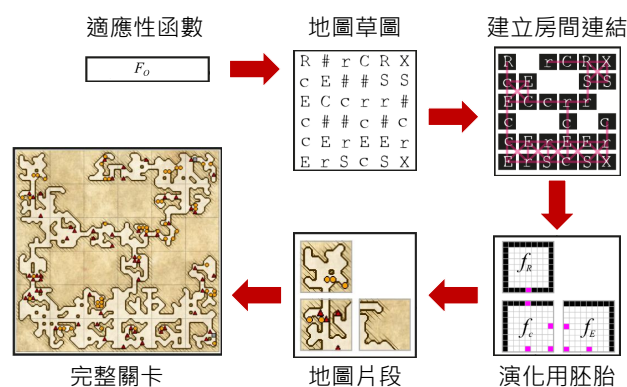 適應性函數
地圖草圖
建立房間連結
F_O
R # r C R X
c E # # S S
E C c r r #
c # # c # c
c E r E E r
E r S c S X
R r C R X
c E S S
E C c r r
c c c
c E r E E r
E r S c S X
f_R
f_c f_E
完整關卡
地圖片段
演化用胚胎